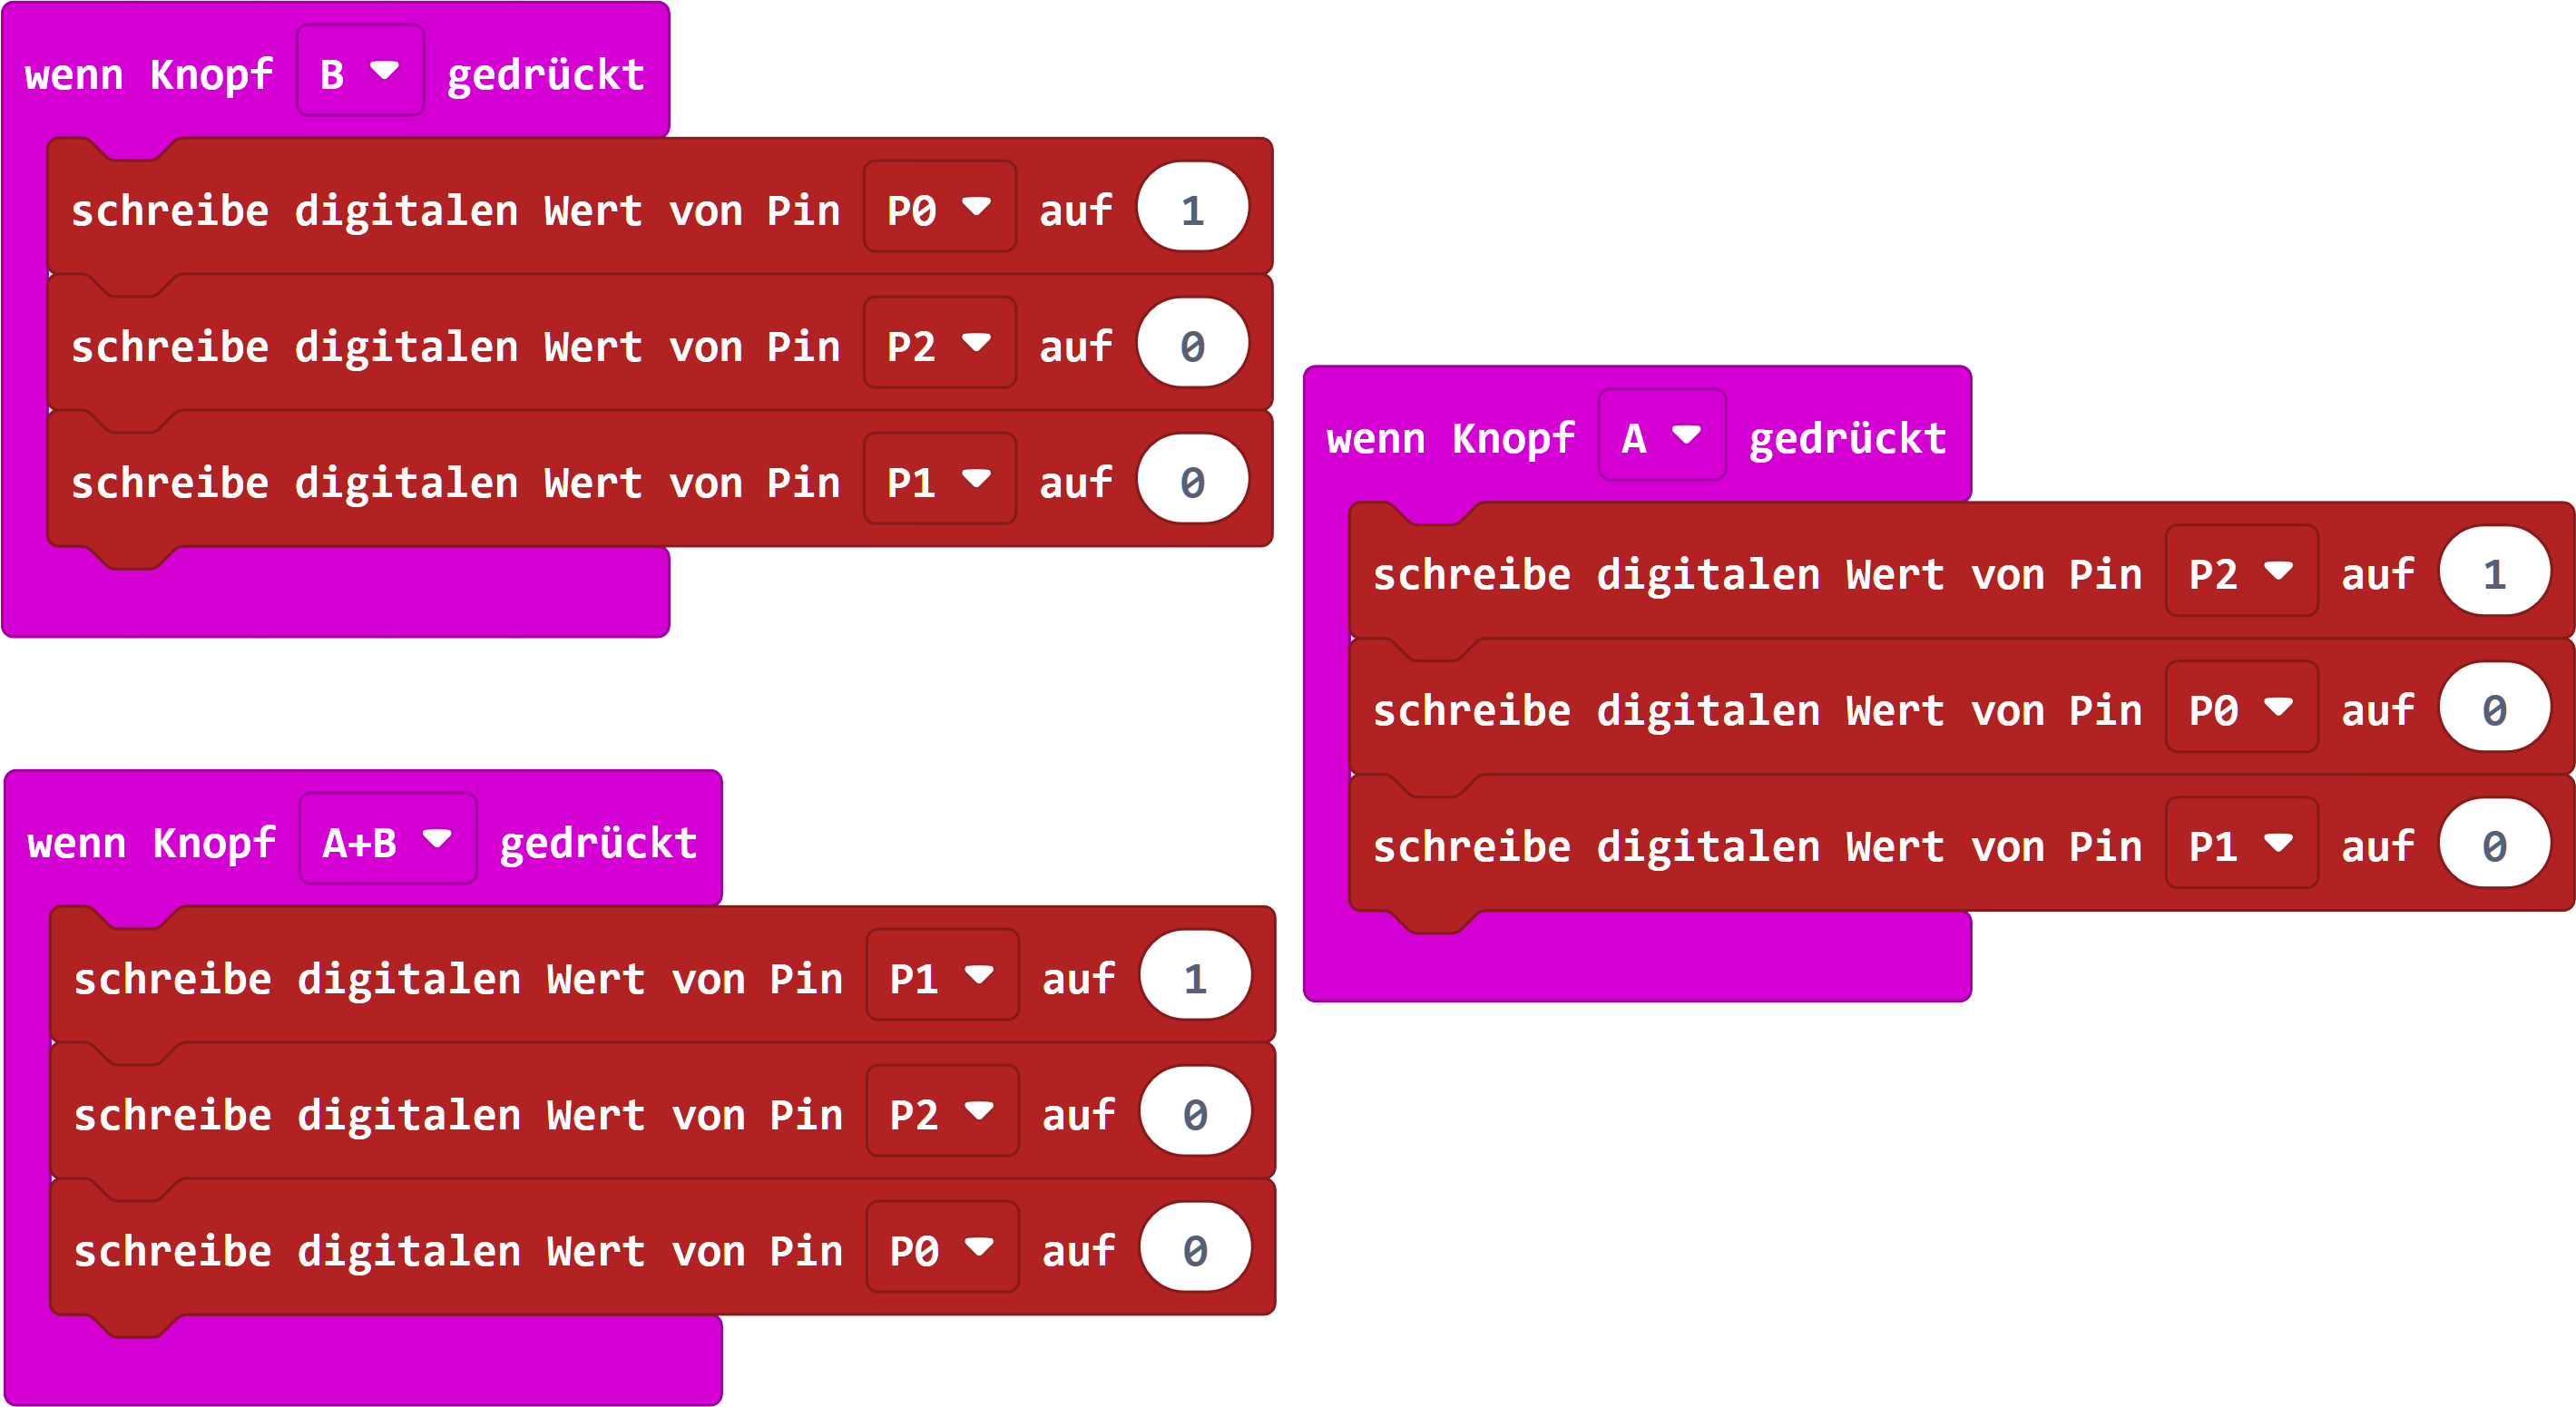 wenn Knopf B gedrückt
schreibe digitalen Wert von Pin P0 auf 1
schreibe digitalen Wert von Pin P2 auf 0
schreibe digitalen Wert von Pin P1 auf 0
wenn Knopf A gedrückt
schreibe digitalen Wert von Pin P2 auf 1
schreibe digitalen Wert von Pin P0 auf 0
schreibe digitalen Wert von Pin P1 auf 0
wenn Knopf A+B gedrückt
schreibe digitalen Wert von Pin P1 auf 1
schreibe digitalen Wert von Pin P2 auf 0
schreibe digitalen Wert von Pin P0 auf 0